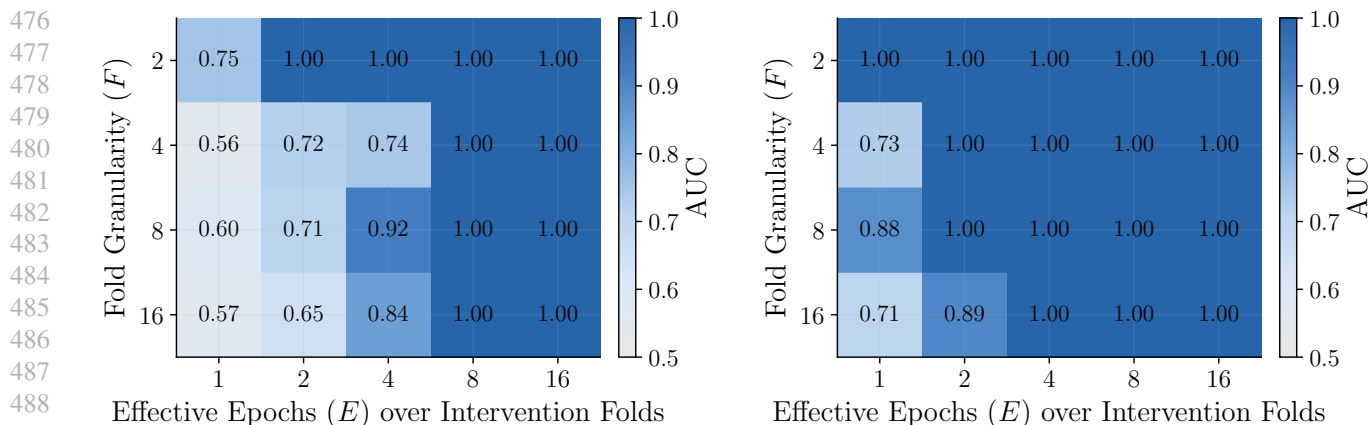 476
477
478
479
480
481
482
483
484
485
486
487
488
Fold Granularity (F)
2 0.75 1.00 1.00 1.00 1.00
4 0.56 0.72 0.74 1.00 1.00
8 0.60 0.71 0.92 1.00 1.00
16 0.57 0.65 0.84 1.00 1.00
1 2 4 8 16
Effective Epochs (E) over Intervention Folds
1.0
0.9
0.8
0.7
0.6
0.5
AUC
Fold Granularity (F)
2 1.00 1.00 1.00 1.00 1.00
4 0.73 1.00 1.00 1.00 1.00
8 0.88 1.00 1.00 1.00 1.00
16 0.71 0.89 1.00 1.00 1.00
1 2 4 8 16
Effective Epochs (E) over Intervention Folds
1.0
0.9
0.8
0.7
0.6
0.5
AUC